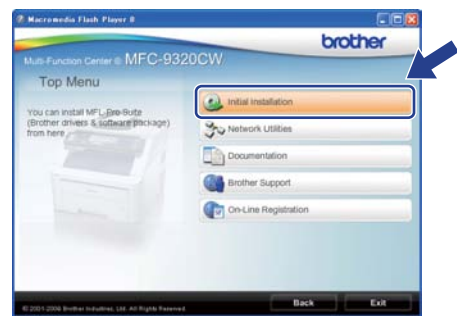 Macromedia Flash Player 8
brother
Multi-Function Center ® MFC-9320CW
Top Menu
You can install MFL-Pro Suite
(Brother drivers & software package)
from here.
Initial Installation
Network Utilities
Documentation
Brother Support
On-Line Registration
© 2001-2008 Brother Industries, Ltd. All Rights Reserved.
Back
Exit